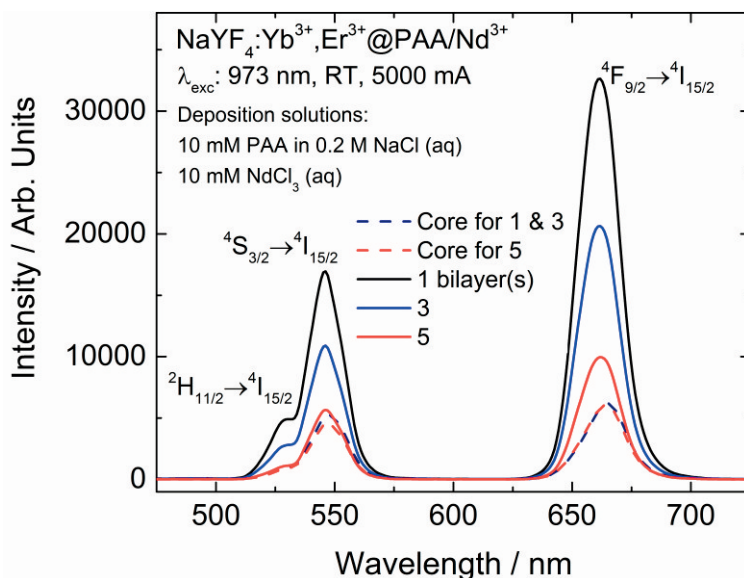 NaYF₄:Yb³⁺,Er³⁺@PAA/Nd³⁺
λexc: 973 nm, RT, 5000 mA
Deposition solutions:
10 mM PAA in 0.2 M NaCl (aq)
10 mM NdCl₃ (aq)
⁴F9/2→⁴I15/2
Core for 1 & 3
Core for 5
1 bilayer(s)
3
5
⁴S3/2→⁴I15/2
²H11/2→⁴I15/2
Intensity / Arb. Units
30000
20000
10000
0
500
550
600
650
700
Wavelength / nm